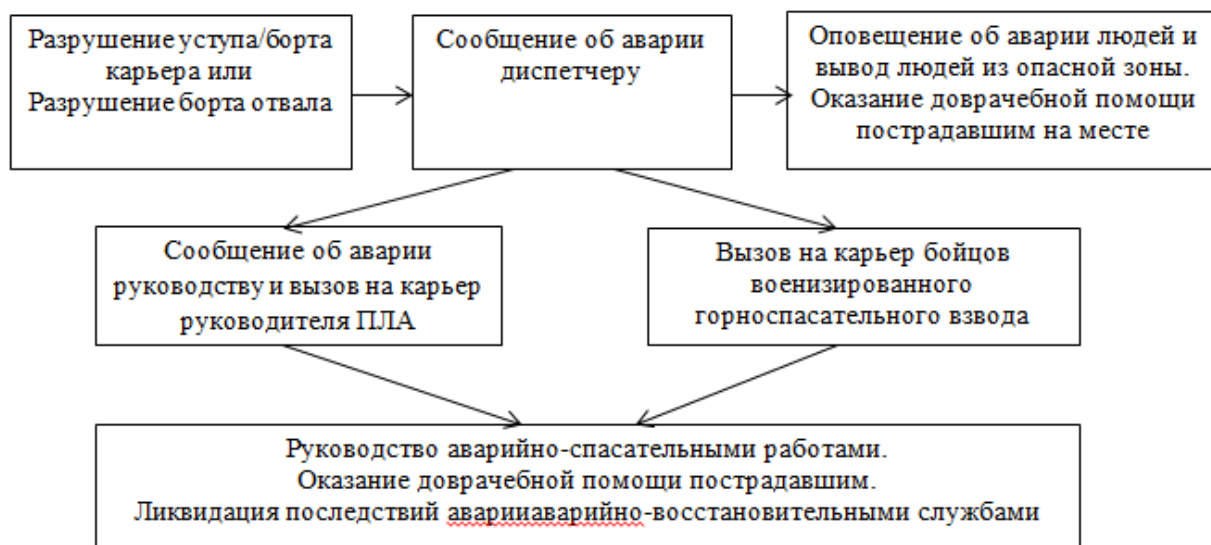 Разрушение уступа/борта
карьера или
Разрушение борта отвала
Сообщение об аварии
диспетчеру
Оповещение об аварии людей и
вывод людей из опасной зоны.
Оказание доврачебной помощи
пострадавшим на месте
Сообщение об аварии
руководству и вызов на карьер
руководителя ПЛА
Вызов на карьер бойцов
военизированного
горноспасательного взвода
Руководство аварийно-спасательными работами.
Оказание доврачебной помощи пострадавшим.
Ликвидация последствий аварииаварийно-восстановительными службами